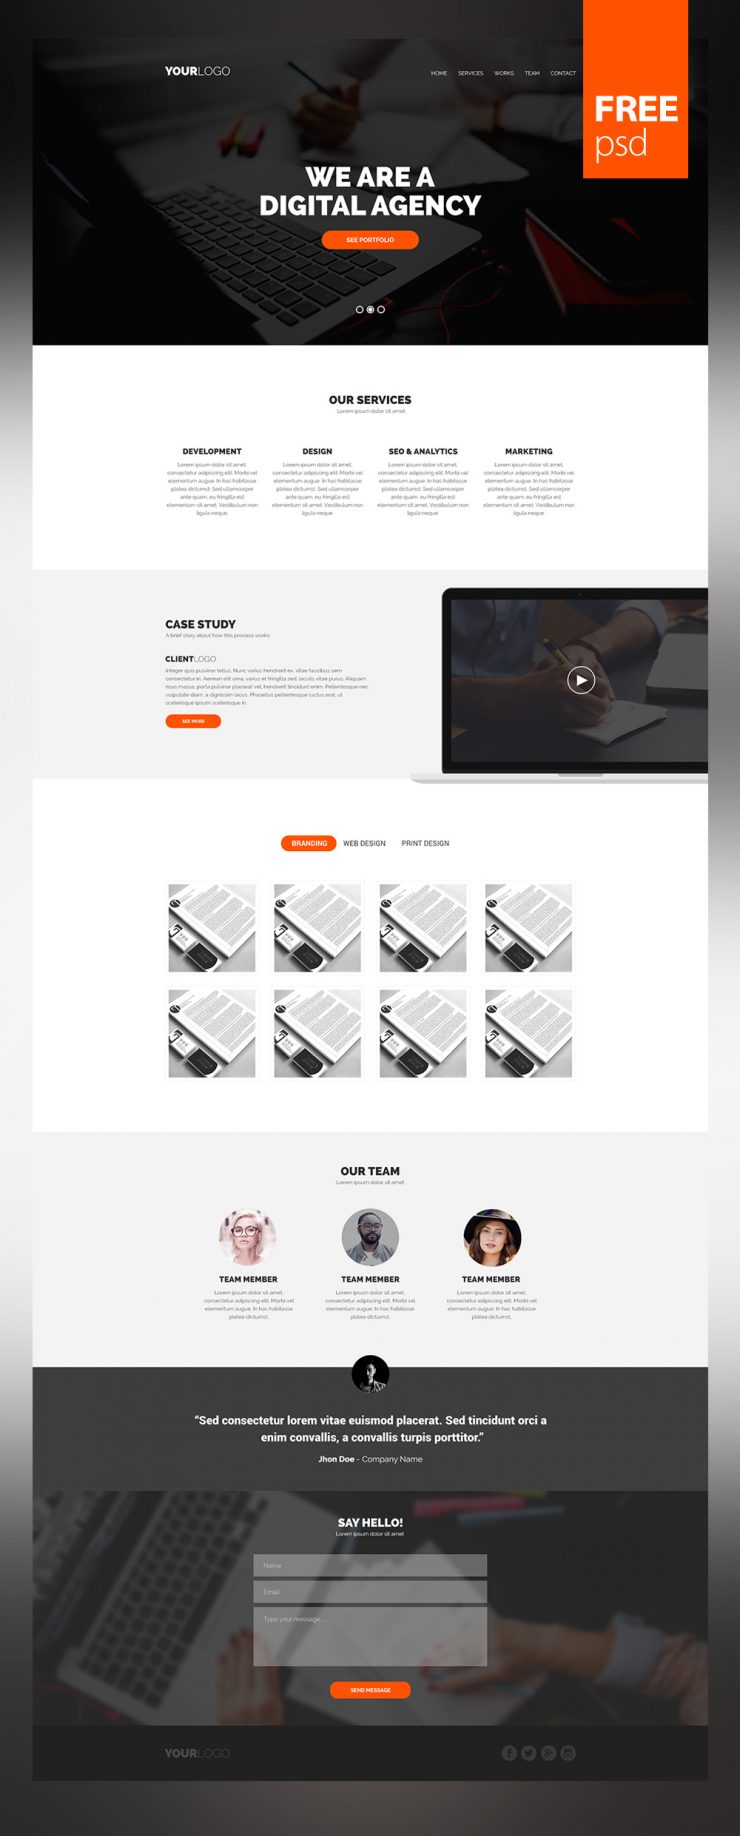 YOURLOGO
HOME SERVICES WORKS TEAM CONTACT
FREE
psd
WE ARE A
DIGITAL AGENCY
SEE PORTFOLIO
OUR SERVICES
Lorem ipsum dolor sit amet
DEVELOPMENT
Lorem ipsum dolor sit amet,
consectetur adipiscing elit. Morbi vel
elementum augue. In hac habitasse
platea dictumst. Sed ullamcorper
ante quam, eu fringilla est
elementum sit amet. Vestibulum non
ligula neque.
DESIGN
Lorem ipsum dolor sit amet,
consectetur adipiscing elit. Morbi vel
elementum augue. In hac habitasse
platea dictumst. Sed ullamcorper
ante quam, eu fringilla est
elementum sit amet. Vestibulum non
ligula neque.
SEO & ANALYTICS
Lorem ipsum dolor sit amet,
consectetur adipiscing elit. Morbi vel
elementum augue. In hac habitasse
platea dictumst. Sed ullamcorper
ante quam, eu fringilla est
elementum sit amet. Vestibulum non
ligula neque.
MARKETING
Lorem ipsum dolor sit amet,
consectetur adipiscing elit. Morbi vel
elementum augue. In hac habitasse
platea dictumst. Sed ullamcorper
ante quam, eu fringilla est
elementum sit amet. Vestibulum non
ligula neque.
CASE STUDY
A brief story about how this process works
CLIENTLOGO
Integer quis pulvinar tellus. Nunc varius hendrerit ex, vitae faucibus sem
consectetur in. Aenean elit urna, varius et fringilla sed, iaculis vitae purus. Aliquam
risus massa, porta pulvinar placerat vel, hendrerit tincidunt enim. Pellentesque nec
vulputate diam, a dignissim lacus. Phasellus pellentesque luctus erat, ut
scelerisque ipsum scelerisque in.
SEE MORE
BRANDING WEB DESIGN PRINT DESIGN
OUR TEAM
Lorem ipsum dolor sit amet
TEAM MEMBER
Lorem ipsum dolor sit amet,
consectetur adipiscing elit. Morbi vel
elementum augue. In hac habitasse
platea dictumst.
TEAM MEMBER
Lorem ipsum dolor sit amet,
consectetur adipiscing elit. Morbi vel
elementum augue. In hac habitasse
platea dictumst.
TEAM MEMBER
Lorem ipsum dolor sit amet,
consectetur adipiscing elit. Morbi vel
elementum augue. In hac habitasse
platea dictumst.
“Sed consectetur lorem vitae euismod placerat. Sed tincidunt orci a
enim convallis, a convallis turpis porttitor.”
Jhon Doe - Company Name
SAY HELLO!
Lorem ipsum dolor sit amet
Name
Email
Type your message...
SEND MESSAGE
YOURLOGO